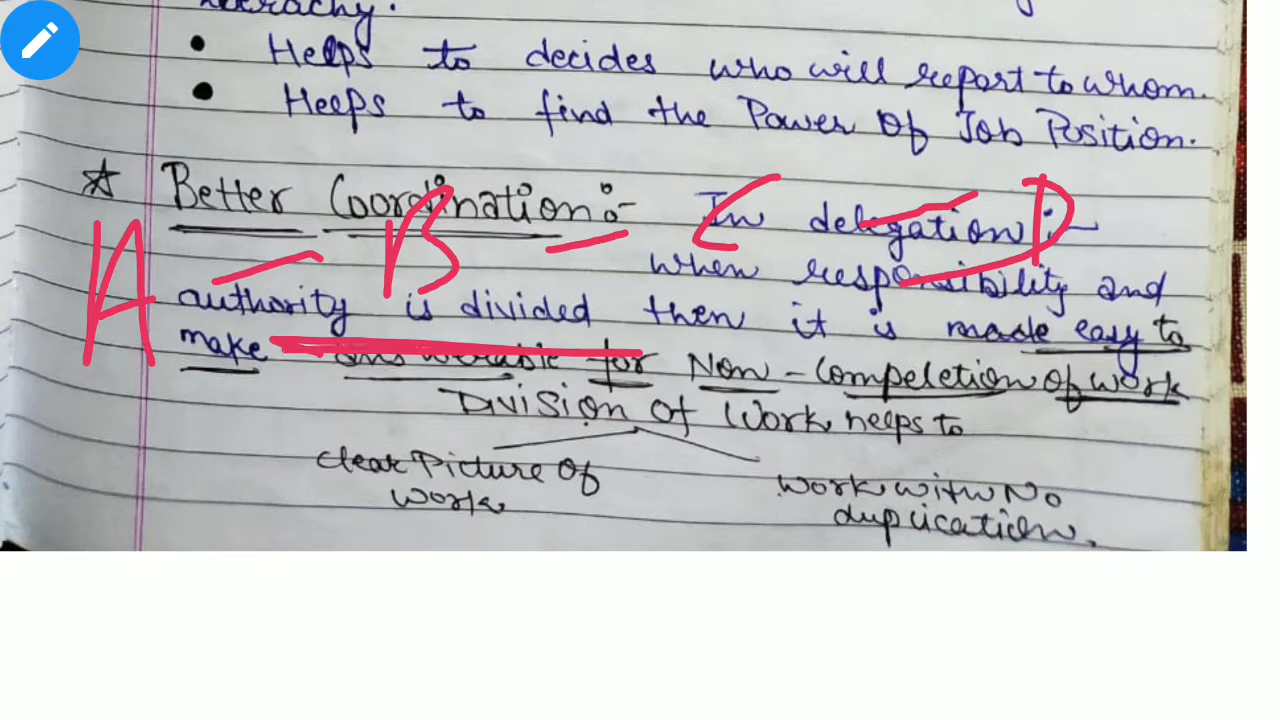 • Helps to decides who will report to whom.
• Helps to find the Power Of Job Position.
☆ Better Coordination :- In delegation :-
when responsibility and
authority is divided then it is made easy to
make answerable for Non - Compeletion Of work
Division Of Work helps to
Clear Picture Of
work
work with No
duplication.
A - B - C - D